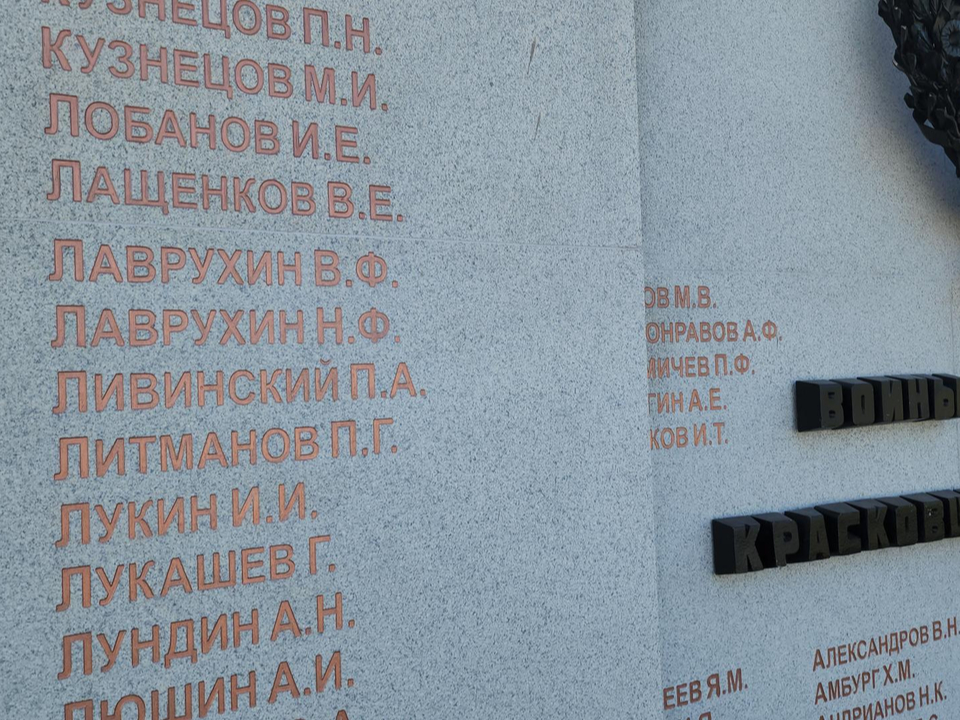 КУЗНЕЦОВ П.Н.
КУЗНЕЦОВ М.И.
ЛОБАНОВ И.Е.
ЛАЩЕНКОВ В.Е.
ЛАВРУХИН В.Ф.
ЛАВРУХИН Н.Ф.
ЛИВИНСКИЙ П.А.
ЛИТМАНОВ П.Г.
ЛУКИН И.И.
ЛУКАШЕВ Г.
ЛУНДИН А.Н.
ЛЮШИН А.И.
ОВ М.В.
ОНРАВОВ А.Ф.
МИЧЕВ П.Ф.
ГИН А.Е.
КОВ И.Т.
ВОИНЫ
КРАСКОВЦ
ЕЕВ Я.М.
АЛЕКСАНДРОВ В.Н.
АМБУРГ Х.М.
АНДРИАНОВ Н.К.